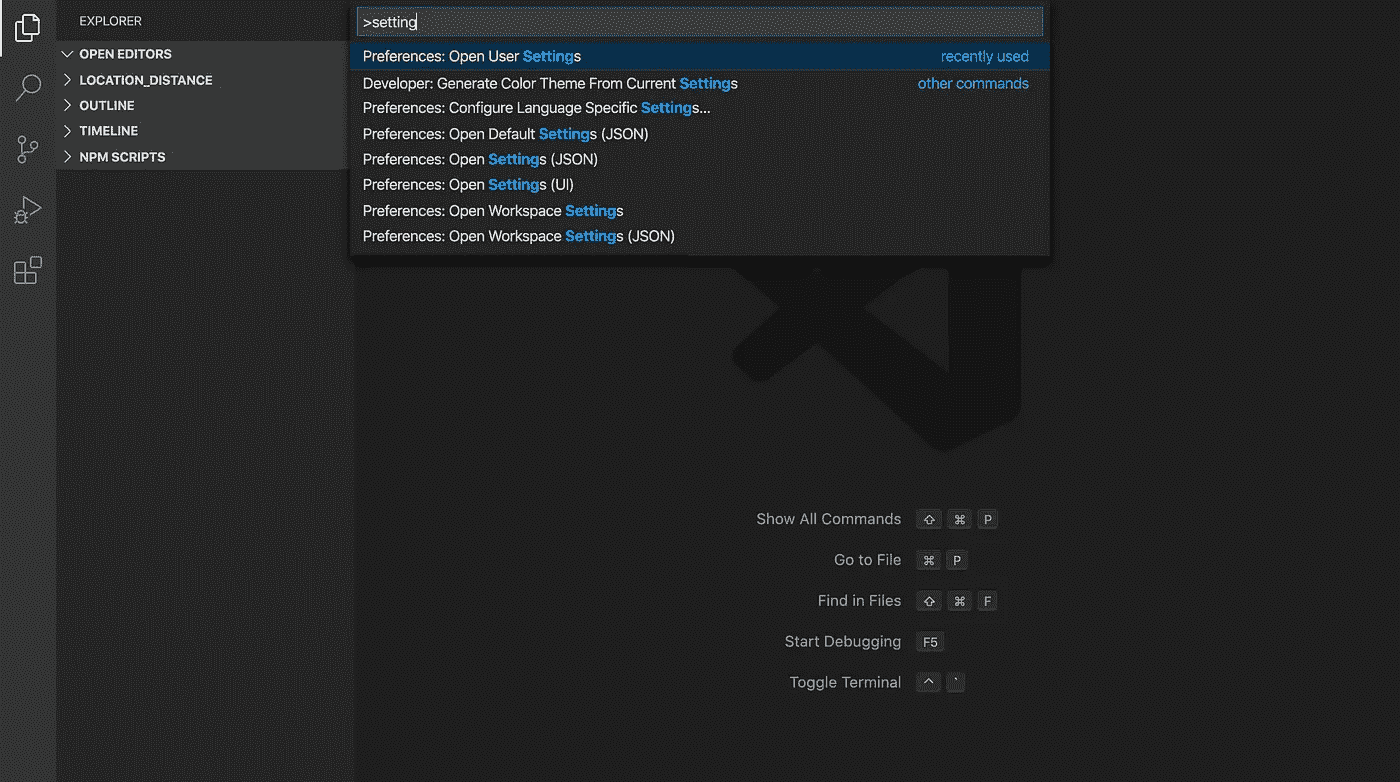 EXPLORER
OPEN EDITORS
LOCATION_DISTANCE
OUTLINE
TIMELINE
NPM SCRIPTS
>setting
Preferences: Open User Settings recently used
Developer: Generate Color Theme From Current Settings other commands
Preferences: Configure Language Specific Settings...
Preferences: Open Default Settings (JSON)
Preferences: Open Settings (JSON)
Preferences: Open Settings (UI)
Preferences: Open Workspace Settings
Preferences: Open Workspace Settings (JSON)
Show All Commands ⇧ ⌘ P
Go to File ⌘ P
Find in Files ⇧ ⌘ F
Start Debugging F5
Toggle Terminal ^ `